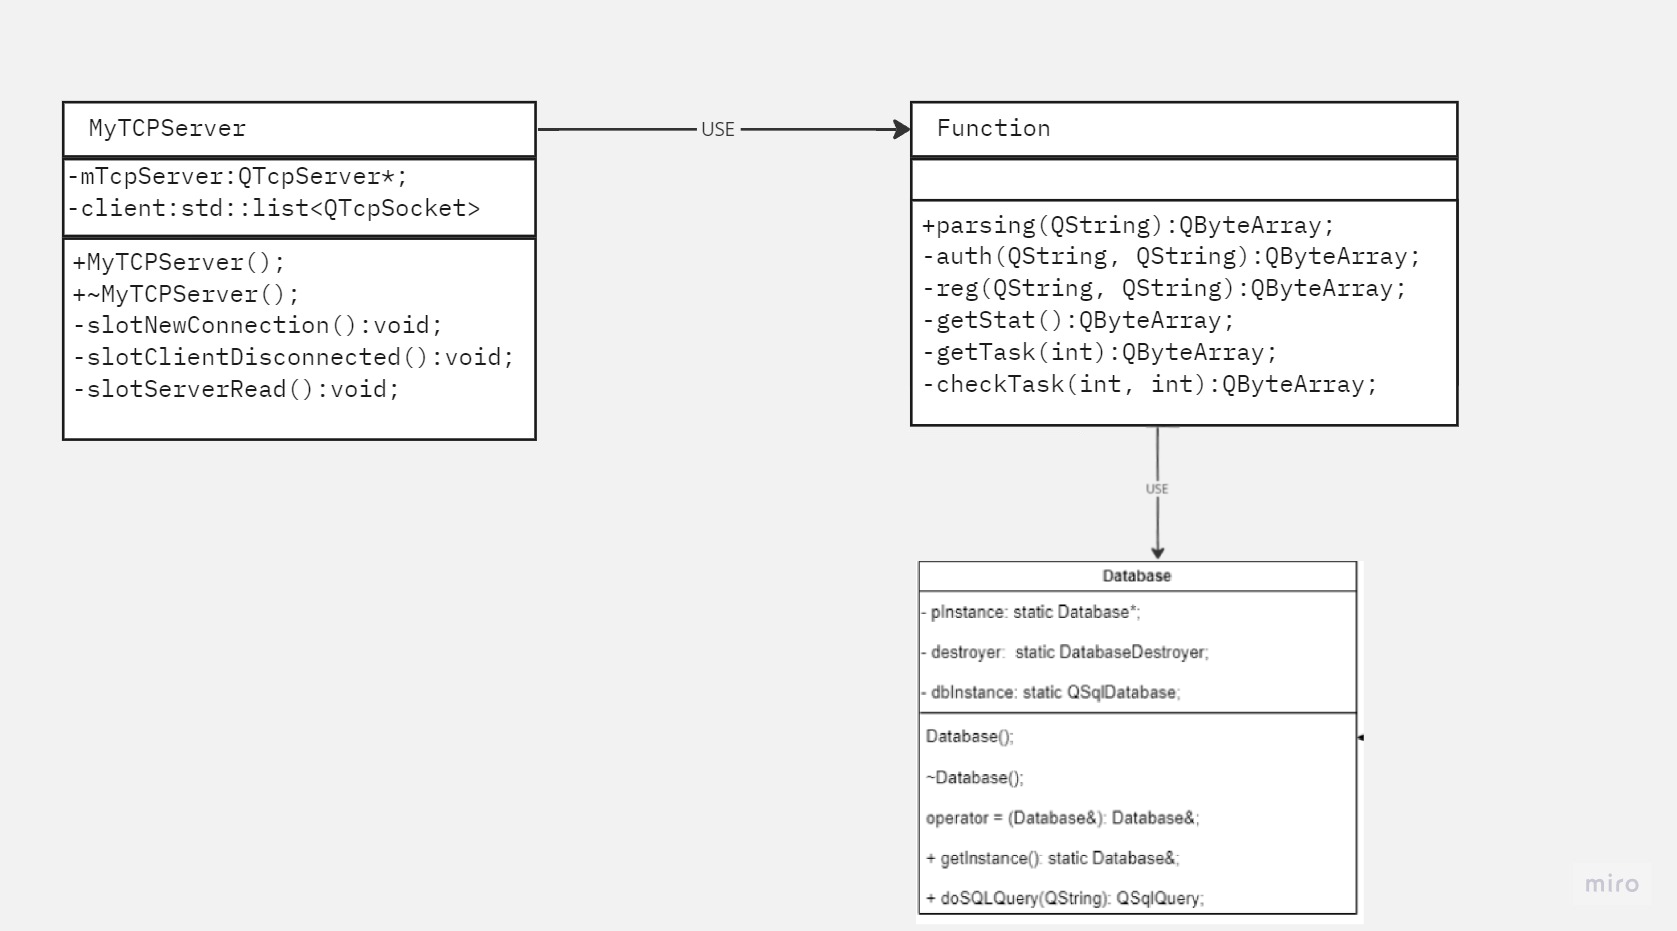 MyTCPServer
-mTcpServer:QTcpServer*;
-client:std::list<QTcpSocket>
+MyTCPServer();
+~MyTCPServer();
-slotNewConnection():void;
-slotClientDisconnected():void;
-slotServerRead():void;
USE
Function
+parsing(QString):QByteArray;
-auth(QString, QString):QByteArray;
-reg(QString, QString):QByteArray;
-getStat():QByteArray;
-getTask(int):QByteArray;
-checkTask(int, int):QByteArray;
USE
Database
- pInstance: static Database*;
- destroyer: static DatabaseDestroyer;
- dbInstance: static QSqlDatabase;
Database();
~Database();
operator = (Database&): Database&;
+ getInstance(): static Database&;
+ doSQLQuery(QString): QSqlQuery;
miro